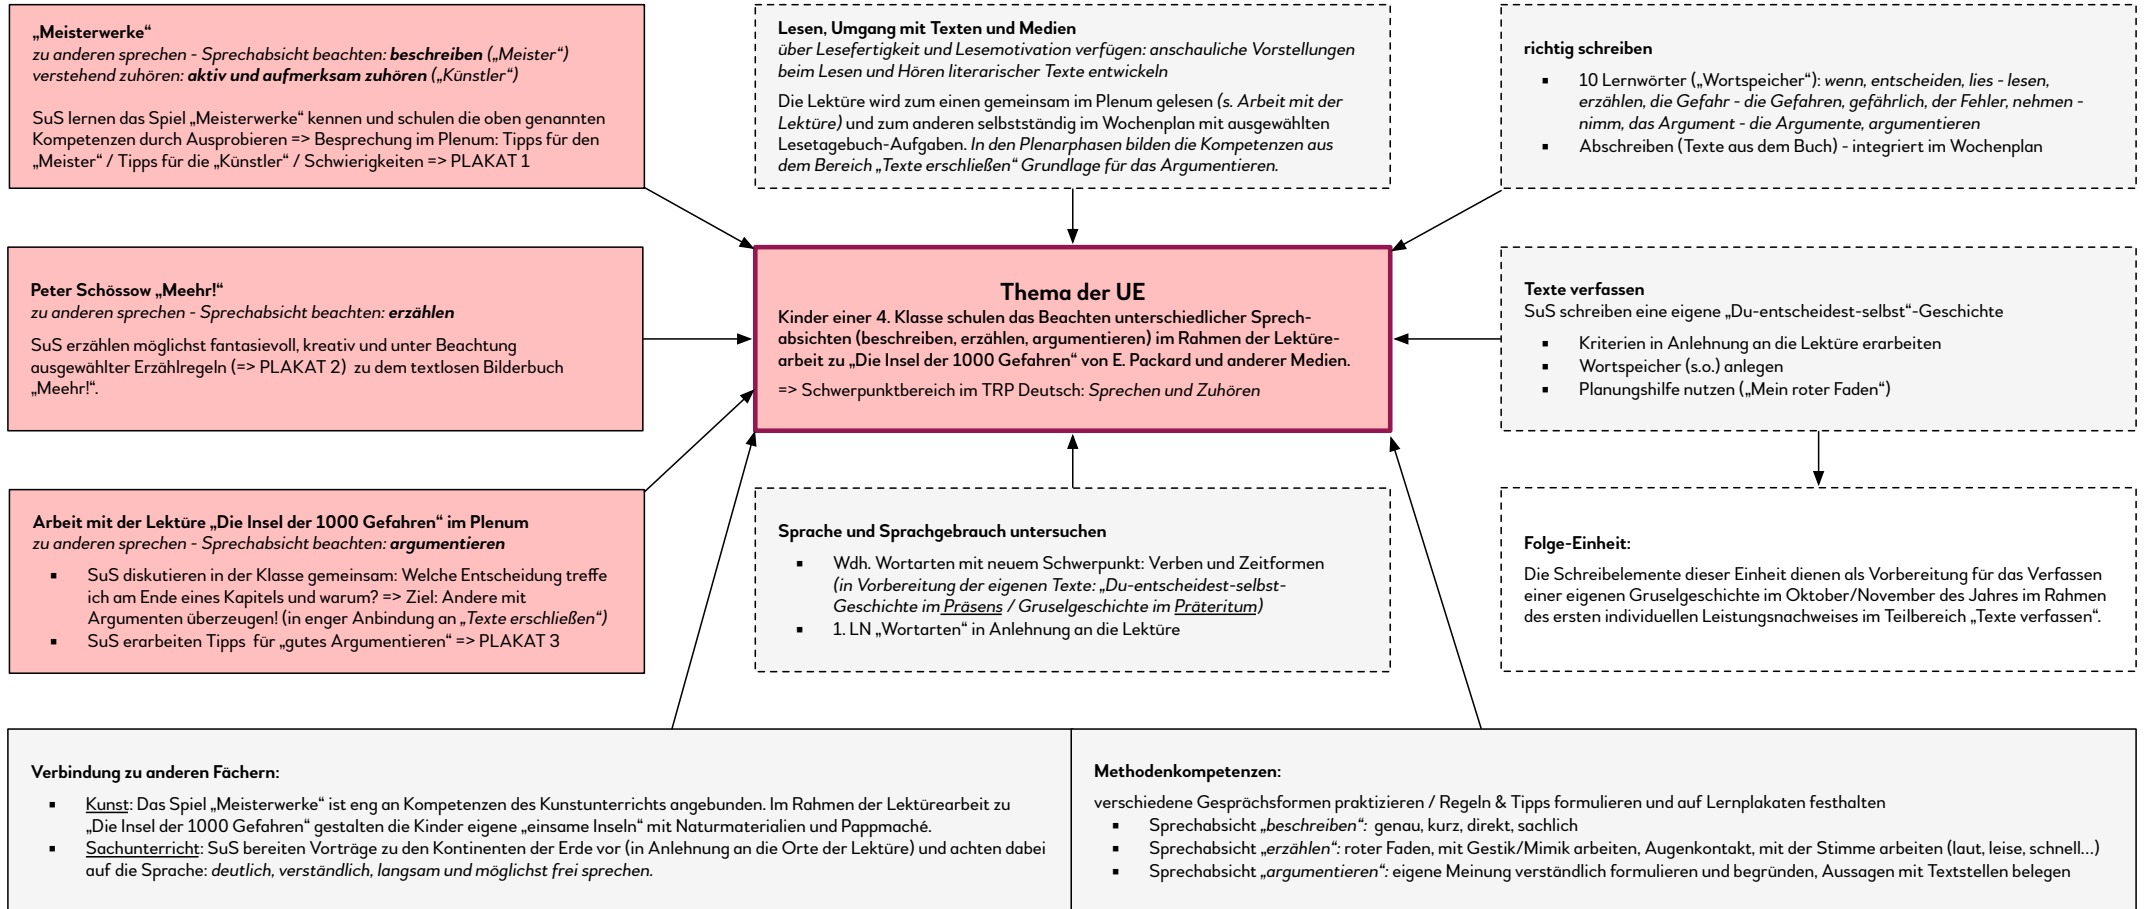 „Meisterwerke“
zu anderen sprechen - Sprechabsicht beachten: beschreiben („Meister“)
verstehend zuhören: aktiv und aufmerksam zuhören („Künstler“)
SuS lernen das Spiel „Meisterwerke“ kennen und schulen die oben genannten
Kompetenzen durch Ausprobieren => Besprechung im Plenum: Tipps für den
„Meister“ / Tipps für die „Künstler“ / Schwierigkeiten => PLAKAT 1
Lesen, Umgang mit Texten und Medien
über Lesefertigkeit und Lesemotivation verfügen: anschauliche Vorstellungen
beim Lesen und Hören literarischer Texte entwickeln
Die Lektüre wird zum einen gemeinsam im Plenum gelesen (s. Arbeit mit der
Lektüre) und zum anderen selbstständig im Wochenplan mit ausgewählten
Lesetagebuch-Aufgaben. In den Plenarphasen bilden die Kompetenzen aus
dem Bereich „Texte erschließen“ Grundlage für das Argumentieren.
richtig schreiben
▪ 10 Lernwörter („Wortspeicher“): wenn, entscheiden, lies - lesen,
erzählen, die Gefahr - die Gefahren, gefährlich, der Fehler, nehmen -
nimm, das Argument - die Argumente, argumentieren
▪ Abschreiben (Texte aus dem Buch) - integriert im Wochenplan
Peter Schössow „Meehr!“
zu anderen sprechen - Sprechabsicht beachten: erzählen
SuS erzählen möglichst fantasievoll, kreativ und unter Beachtung
ausgewählter Erzählregeln (=> PLAKAT 2) zu dem textlosen Bilderbuch
„Meehr!“.
Thema der UE
Kinder einer 4. Klasse schulen das Beachten unterschiedlicher Sprech-
absichten (beschreiben, erzählen, argumentieren) im Rahmen der Lektüre-
arbeit zu „Die Insel der 1000 Gefahren“ von E. Packard und anderer Medien.
=> Schwerpunktbereich im TRP Deutsch: Sprechen und Zuhören
Texte verfassen
SuS schreiben eine eigene „Du-entscheidest-selbst“-Geschichte
▪ Kriterien in Anlehnung an die Lektüre erarbeiten
▪ Wortspeicher (s.o.) anlegen
▪ Planungshilfe nutzen („Mein roter Faden“)
Arbeit mit der Lektüre „Die Insel der 1000 Gefahren“ im Plenum
zu anderen sprechen - Sprechabsicht beachten: argumentieren
▪ SuS diskutieren in der Klasse gemeinsam: Welche Entscheidung treffe
ich am Ende eines Kapitels und warum? => Ziel: Andere mit
Argumenten überzeugen! (in enger Anbindung an „Texte erschließen“)
▪ SuS erarbeiten Tipps für „gutes Argumentieren“ => PLAKAT 3
Sprache und Sprachgebrauch untersuchen
▪ Wdh. Wortarten mit neuem Schwerpunkt: Verben und Zeitformen
(in Vorbereitung der eigenen Texte: „Du-entscheidest-selbst-
Geschichte im Präsens / Gruselgeschichte im Präteritum)
▪ 1. LN „Wortarten“ in Anlehnung an die Lektüre
Folge-Einheit:
Die Schreibelemente dieser Einheit dienen als Vorbereitung für das Verfassen
einer eigenen Gruselgeschichte im Oktober/November des Jahres im Rahmen
des ersten individuellen Leistungsnachweises im Teilbereich „Texte verfassen“.
Verbindung zu anderen Fächern:
▪ Kunst: Das Spiel „Meisterwerke“ ist eng an Kompetenzen des Kunstunterrichts angebunden. Im Rahmen der Lektürearbeit zu
„Die Insel der 1000 Gefahren“ gestalten die Kinder eigene „einsame Inseln“ mit Naturmaterialien und Pappmaché.
▪ Sachunterricht: SuS bereiten Vorträge zu den Kontinenten der Erde vor (in Anlehnung an die Orte der Lektüre) und achten dabei
auf die Sprache: deutlich, verständlich, langsam und möglichst frei sprechen.
Methodenkompetenzen:
verschiedene Gesprächsformen praktizieren / Regeln & Tipps formulieren und auf Lernplakaten festhalten
▪ Sprechabsicht „beschreiben“: genau, kurz, direkt, sachlich
▪ Sprechabsicht „erzählen“: roter Faden, mit Gestik/Mimik arbeiten, Augenkontakt, mit der Stimme arbeiten (laut, leise, schnell...)
▪ Sprechabsicht „argumentieren“: eigene Meinung verständlich formulieren und begründen, Aussagen mit Textstellen belegen